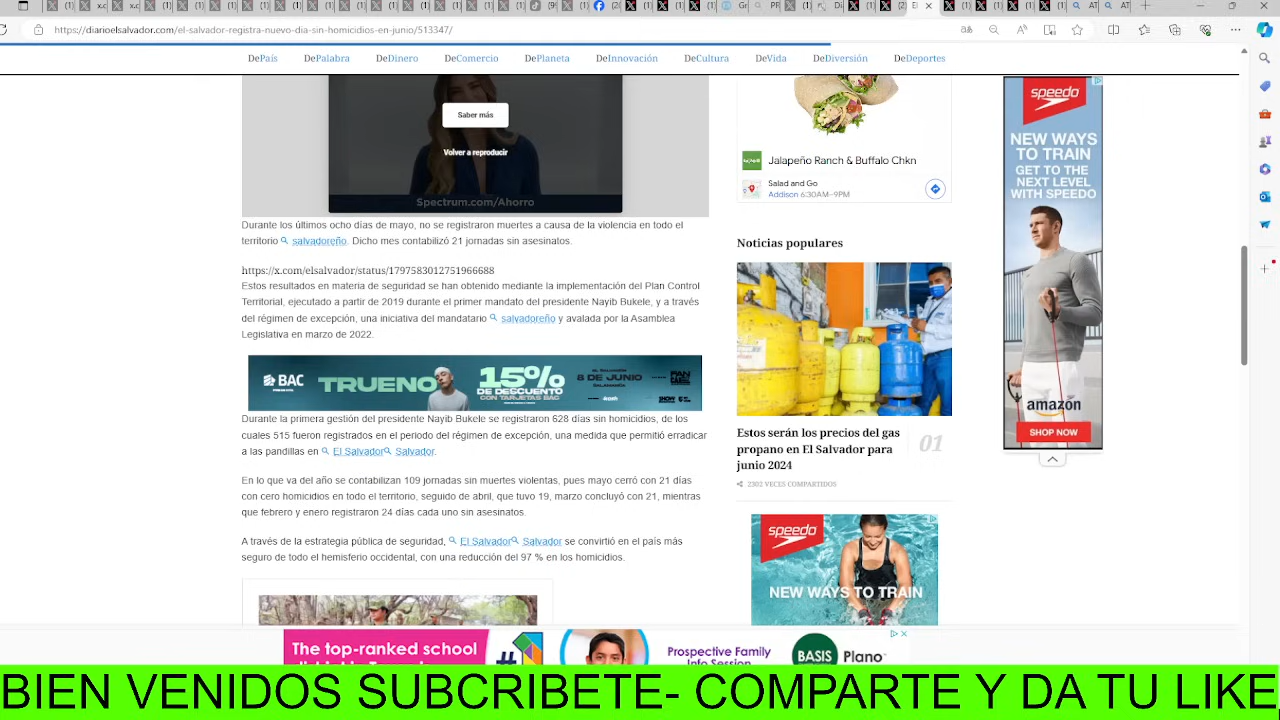 https://diarioelsalvador.com/el-salvador-registra-nuevo-dia-sin-homicidios-en-junio/513347/
DePaís DePalabra DeDinero DeComercio DePlaneta DeInnovación DeCultura DeVida DeDiversión DeDeportes
Saber más
Volver a reproducir
Spectrum.com/Ahorro
Durante los últimos ocho días de mayo, no se registraron muertes a causa de la violencia en todo el
territorio salvadoreño. Dicho mes contabilizó 21 jornadas sin asesinatos.
https://x.com/elsalvador/status/1797583012751966688
Estos resultados en materia de seguridad se han obtenido mediante la implementación del Plan Control
Territorial, ejecutado a partir de 2019 durante el primer mandato del presidente Nayib Bukele, y a través
del régimen de excepción, una iniciativa del mandatario salvadoreño y avalada por la Asamblea
Legislativa en marzo de 2022.
BAC
TRUENO
15%
DE DESCUENTO
CON TARJETAS BAC
8 DE JUNIO
Durante la primera gestión del presidente Nayib Bukele se registraron 628 días sin homicidios, de los
cuales 515 fueron registrados en el periodo del régimen de excepción, una medida que permitió erradicar
a las pandillas en El Salvador Salvador.
En lo que va del año se contabilizan 109 jornadas sin muertes violentas, pues mayo cerró con 21 días
con cero homicidios en todo el territorio, seguido de abril, que tuvo 19, marzo concluyó con 21, mientras
que febrero y enero registraron 24 días cada uno sin asesinatos.
A través de la estrategia pública de seguridad, El Salvador Salvador se convirtió en el país más
seguro de todo el hemisferio occidental, con una reducción del 97 % en los homicidios.
Jalapeño Ranch & Buffalo Chkn
Salad and Go
Addison 6:30AM–9PM
Noticias populares
Estos serán los precios del gas
propano en El Salvador para
junio 2024
01
2302 VECES COMPARTIDOS
speedo
NEW WAYS TO TRAIN
speedo
NEW WAYS
TO TRAIN
GET TO THE
NEXT LEVEL
WITH SPEEDO
amazon
SHOP NOW
The top-ranked school
#1
Prospective Family
Info Session
BASIS Plano
BIEN VENIDOS SUBCRIBETE- COMPARTE Y DA TU LIKE,